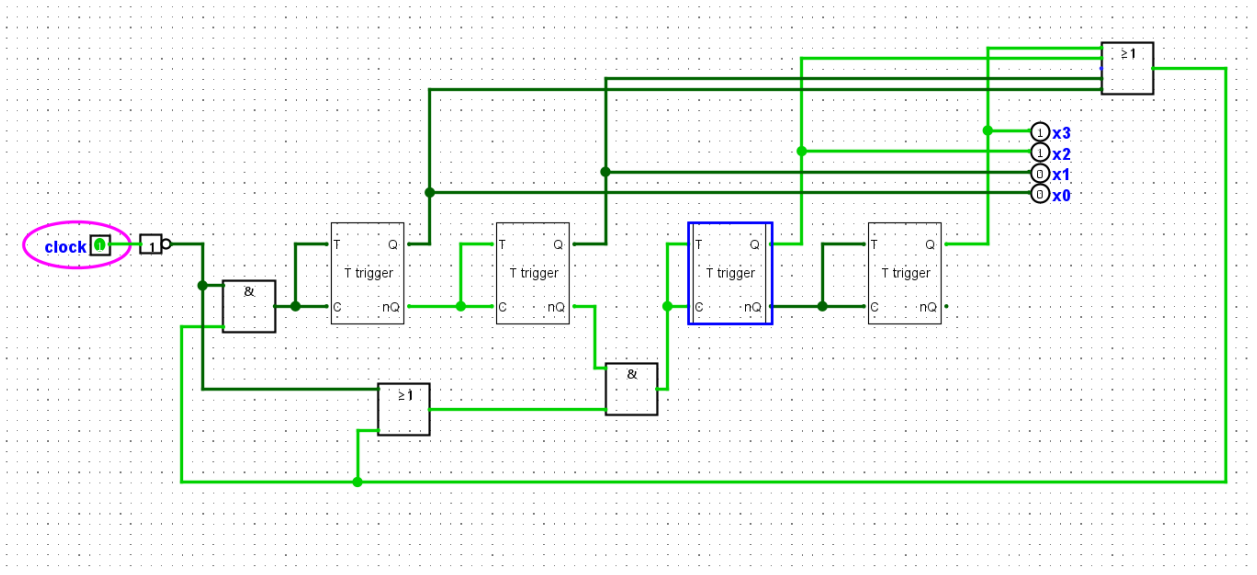 ≥1
1 x3
1 x2
0 x1
0 x0
clock 1 1
& T Q T Q T Q T Q
T trigger T trigger T trigger T trigger
C nQ C nQ C nQ C nQ
&
≥1